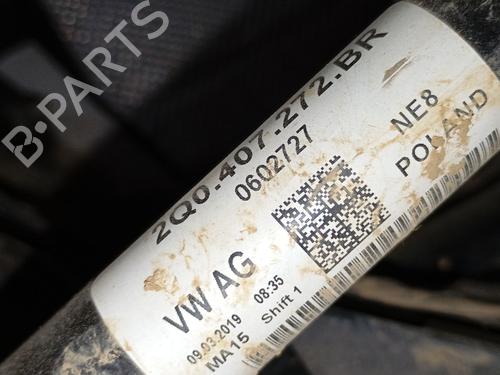 B-PARTS
2Q0.407.272.BR
0602727
NE8
POLAND
VW AG
09.03.2019 08:35
MA15 Shift 1